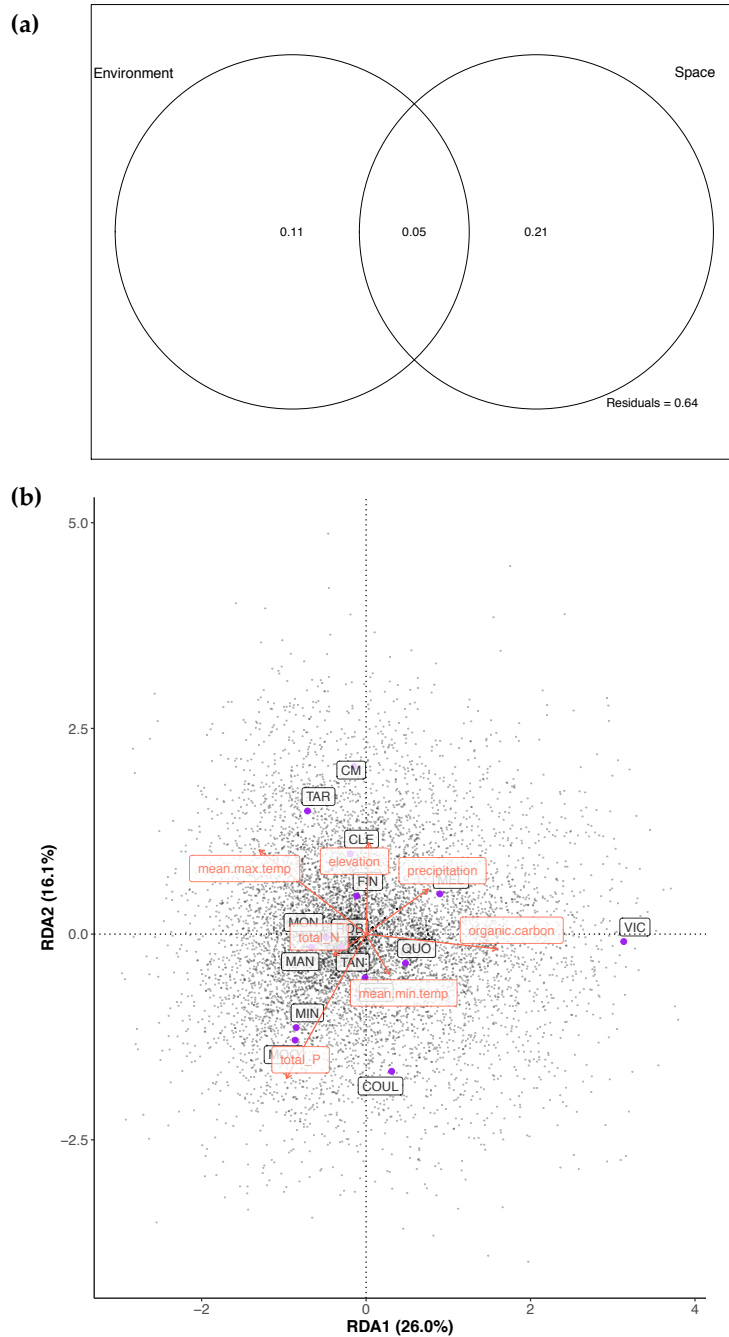 (a)
Environment
Space
0.11
0.05
0.21
Residuals = 0.64
(b)
5.0
CM
TAR
2.5
CLE
elevation
mean.max.temp
precipitation
FIN
organic.carbon
VIC
0.0
total_N
QUO
MAN
TAN
mean.min.temp
MIN
total_P
COUL
−2.5
−2
0
2
4
RDA1 (26.0%)
RDA2 (16.1%)